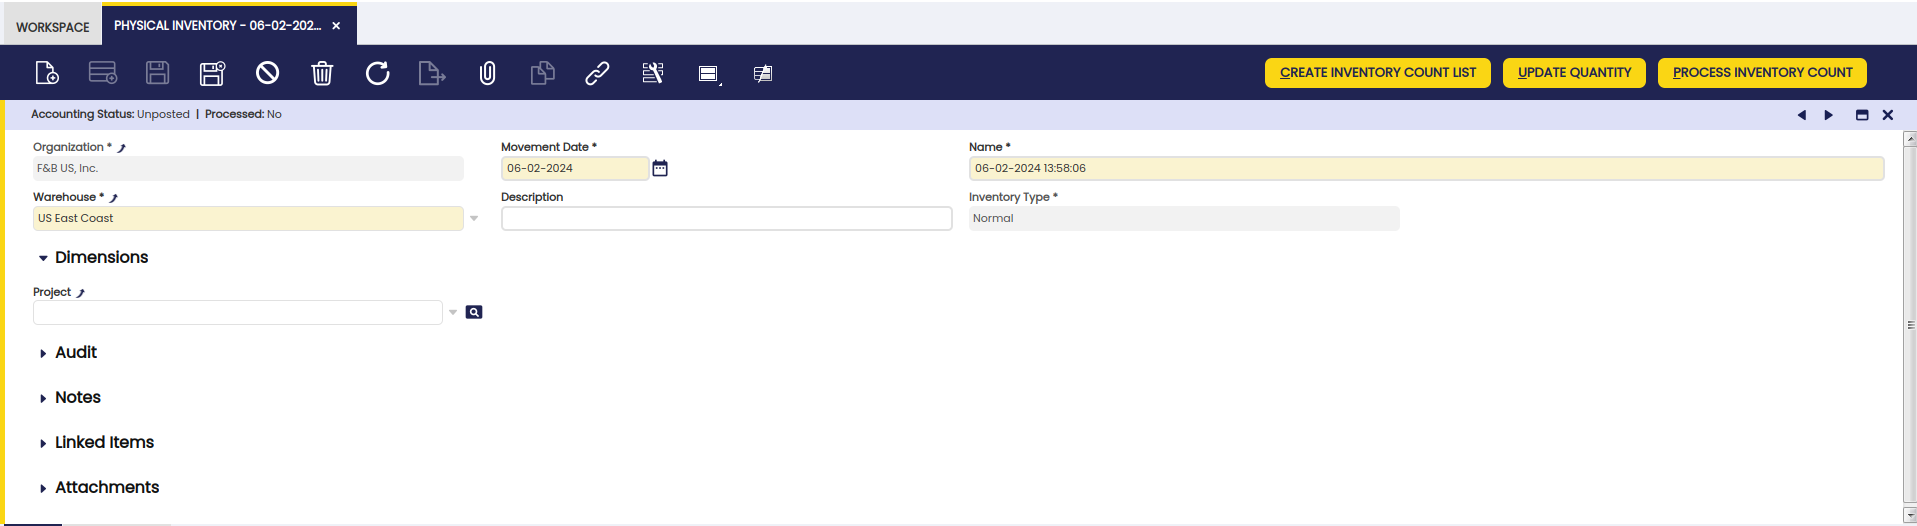 WORKSPACE
PHYSICAL INVENTORY - 06-02-202...
CREATE INVENTORY COUNT LIST
UPDATE QUANTITY
PROCESS INVENTORY COUNT
Accounting Status: Unposted | Processed: No
Organization *
Movement Date *
Name *
F&B US, Inc.
06-02-2024
06-02-2024 13:58:06
Warehouse *
Description
Inventory Type *
US East Coast
Normal
Dimensions
Project
Audit
Notes
Linked Items
Attachments